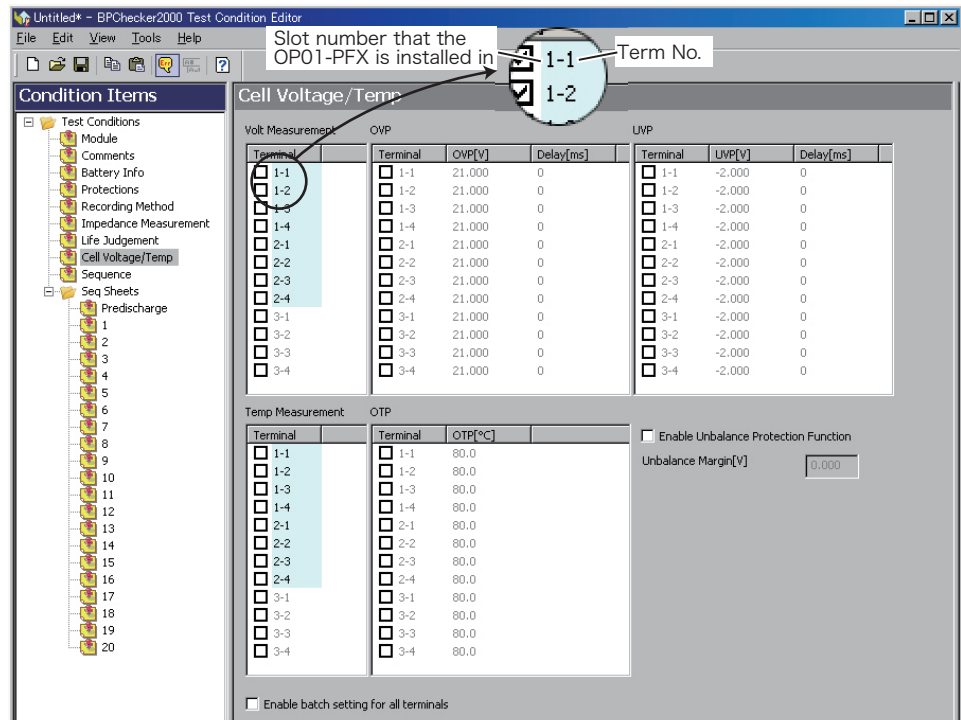 Untitled* - BPChecker2000 Test Condition Editor
File Edit View Tools Help
Slot number that the
OP01-PFX is installed in
1-1
Term No.
1-2
Condition Items
Test Conditions
Module
Comments
Battery Info
Protections
Recording Method
Impedance Measurement
Life Judgement
Cell Voltage/Temp
Sequence
Seq Sheets
Predischarge
1
2
3
4
5
6
7
8
9
10
11
12
13
14
15
16
17
18
19
20
Cell Voltage/Temp
Volt Measurement OVP UVP
Terminal Terminal OVP[V] Delay[ms] Terminal UVP[V] Delay[ms]
1-1 1-1 21.000 0 1-1 -2.000 0
1-2 1-2 21.000 0 1-2 -2.000 0
1-3 1-3 21.000 0 1-3 -2.000 0
1-4 1-4 21.000 0 1-4 -2.000 0
2-1 2-1 21.000 0 2-1 -2.000 0
2-2 2-2 21.000 0 2-2 -2.000 0
2-3 2-3 21.000 0 2-3 -2.000 0
2-4 2-4 21.000 0 2-4 -2.000 0
3-1 3-1 21.000 0 3-1 -2.000 0
3-2 3-2 21.000 0 3-2 -2.000 0
3-3 3-3 21.000 0 3-3 -2.000 0
3-4 3-4 21.000 0 3-4 -2.000 0
Temp Measurement OTP
Terminal Terminal OTP[°C]
1-1 1-1 80.0
1-2 1-2 80.0
1-3 1-3 80.0
1-4 1-4 80.0
2-1 2-1 80.0
2-2 2-2 80.0
2-3 2-3 80.0
2-4 2-4 80.0
3-1 3-1 80.0
3-2 3-2 80.0
3-3 3-3 80.0
3-4 3-4 80.0
Enable Unbalance Protection Function
Unbalance Margin[V] 0.000
Enable batch setting for all terminals